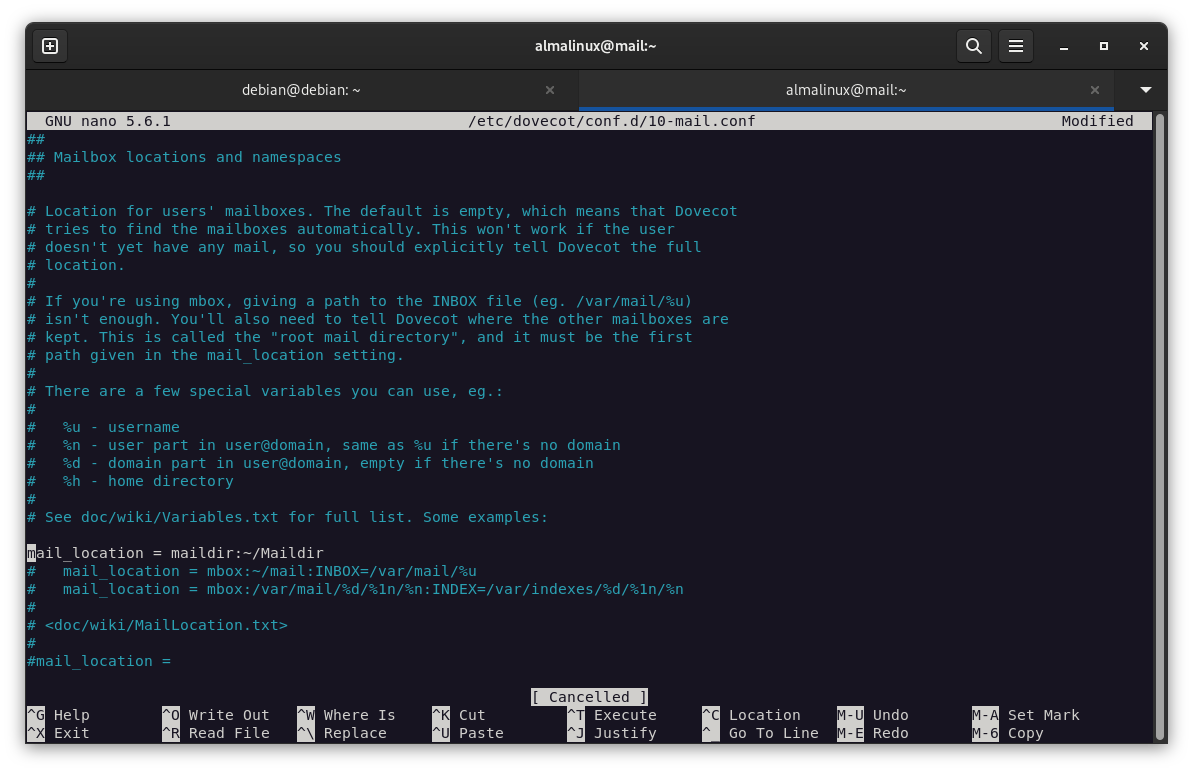 almalinux@mail:~
debian@debian: ~
almalinux@mail:~
GNU nano 5.6.1 /etc/dovecot/conf.d/10-mail.conf Modified
##
## Mailbox locations and namespaces
##
# Location for users' mailboxes. The default is empty, which means that Dovecot
# tries to find the mailboxes automatically. This won't work if the user
# doesn't yet have any mail, so you should explicitly tell Dovecot the full
# location.
#
# If you're using mbox, giving a path to the INBOX file (eg. /var/mail/%u)
# isn't enough. You'll also need to tell Dovecot where the other mailboxes are
# kept. This is called the "root mail directory", and it must be the first
# path given in the mail_location setting.
#
# There are a few special variables you can use, eg.:
#
#   %u - username
#   %n - user part in user@domain, same as %u if there's no domain
#   %d - domain part in user@domain, empty if there's no domain
#   %h - home directory
#
# See doc/wiki/Variables.txt for full list. Some examples:
mail_location = maildir:~/Maildir
#   mail_location = mbox:~/mail:INBOX=/var/mail/%u
#   mail_location = mbox:/var/mail/%d/%1n/%n:INDEX=/var/indexes/%d/%1n/%n
#
# <doc/wiki/MailLocation.txt>
#
#mail_location =
[ Cancelled ]
^G Help ^O Write Out ^W Where Is ^K Cut ^T Execute ^C Location M-U Undo M-A Set Mark
^X Exit ^R Read File ^\ Replace ^U Paste ^J Justify ^_ Go To Line M-E Redo M-6 Copy